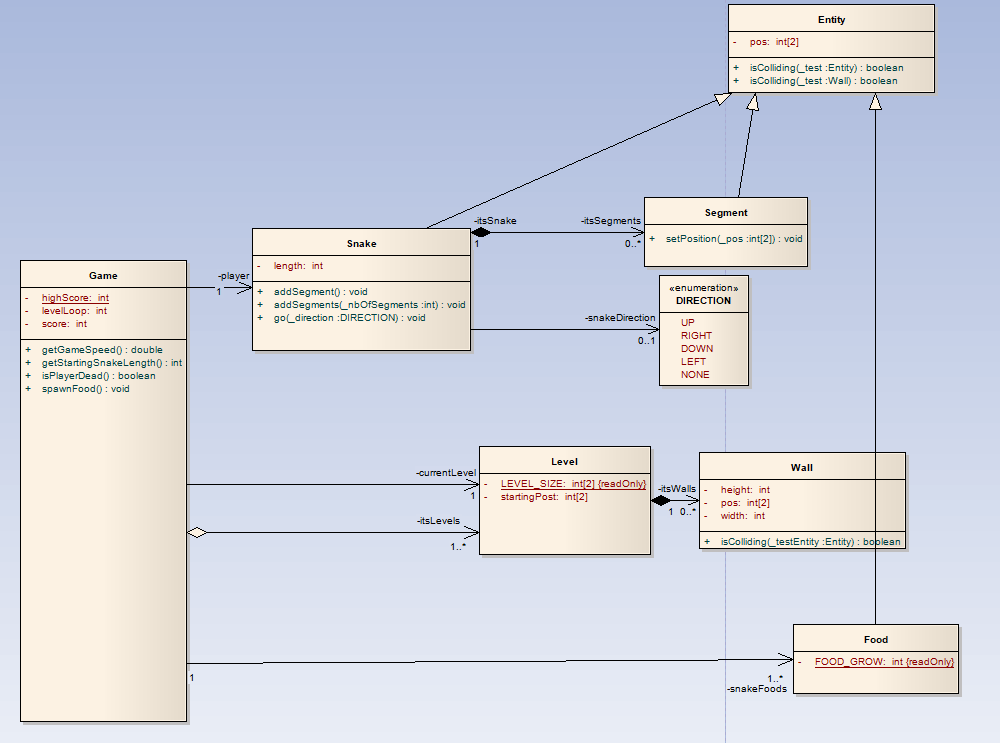 Entity
- pos: int[2]
+ isColliding(_test :Entity) : boolean
+ isColliding(_test :Wall) : boolean
Segment
+ setPosition(_pos :int[2]) : void
-itsSnake
1
-itsSegments
0..*
Snake
- length: int
+ addSegment() : void
+ addSegments(_nbOfSegments :int) : void
+ go(_direction :DIRECTION) : void
«enumeration»
DIRECTION
UP
RIGHT
DOWN
LEFT
NONE
-snakeDirection
0..1
-player
1
Game
- highScore: int
- levelLoop: int
- score: int
+ getGameSpeed() : double
+ getStartingSnakeLength() : int
+ isPlayerDead() : boolean
+ spawnFood() : void
-currentLevel
1
-itsLevels
1..*
Level
- LEVEL_SIZE: int[2] {readOnly}
- startingPost: int[2]
-itsWalls
1 0..*
Wall
- height: int
- pos: int[2]
- width: int
+ isColliding(_testEntity :Entity) : boolean
Food
- FOOD_GROW: int {readOnly}
1
1..*
-snakeFoods